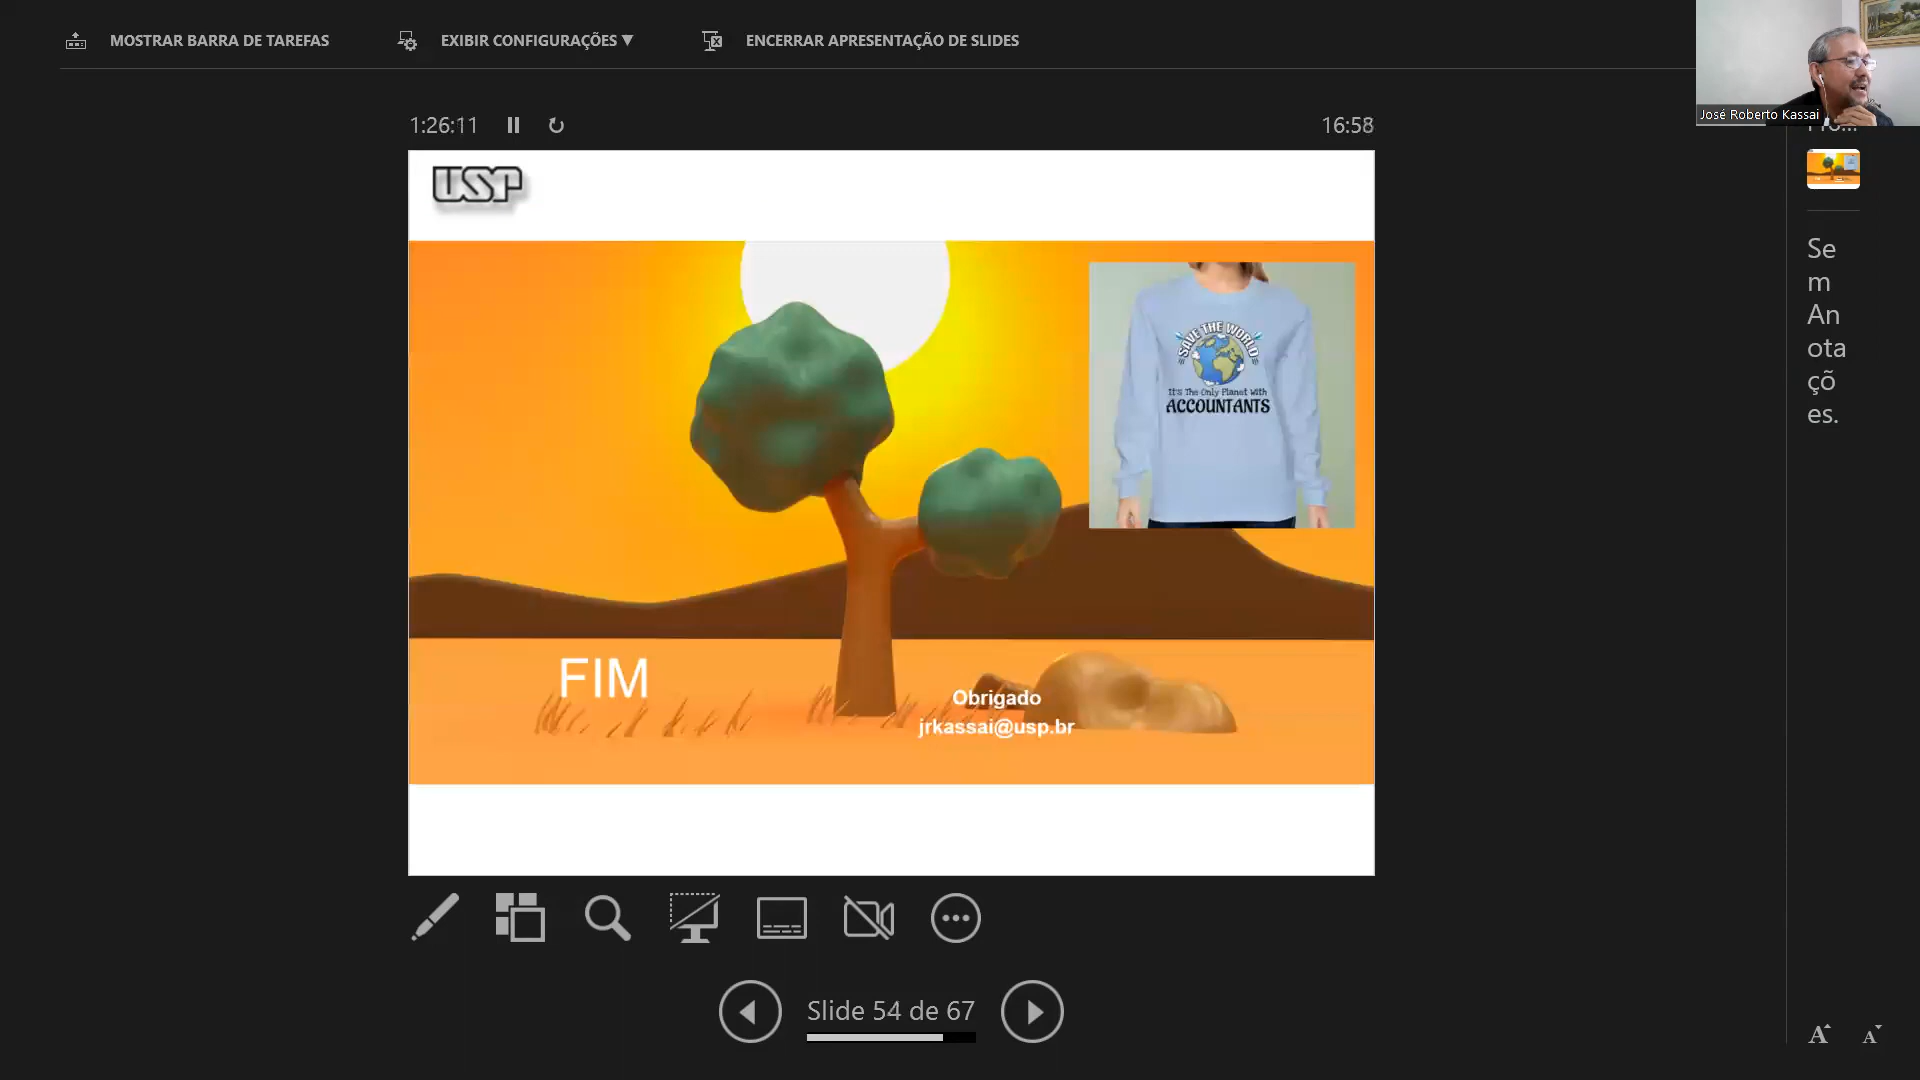 MOSTRAR BARRA DE TAREFAS
EXIBIR CONFIGURAÇÕES ▼
ENCERRAR APRESENTAÇÃO DE SLIDES
José Roberto Kassai
1:26:11
16:58
USP
SAVE THE WORLD
It's The Only Planet with
ACCOUNTANTS
FIM
Obrigado
jrkassai@usp.br
Se
m
An
ota
çõ
es.
Slide 54 de 67
A A